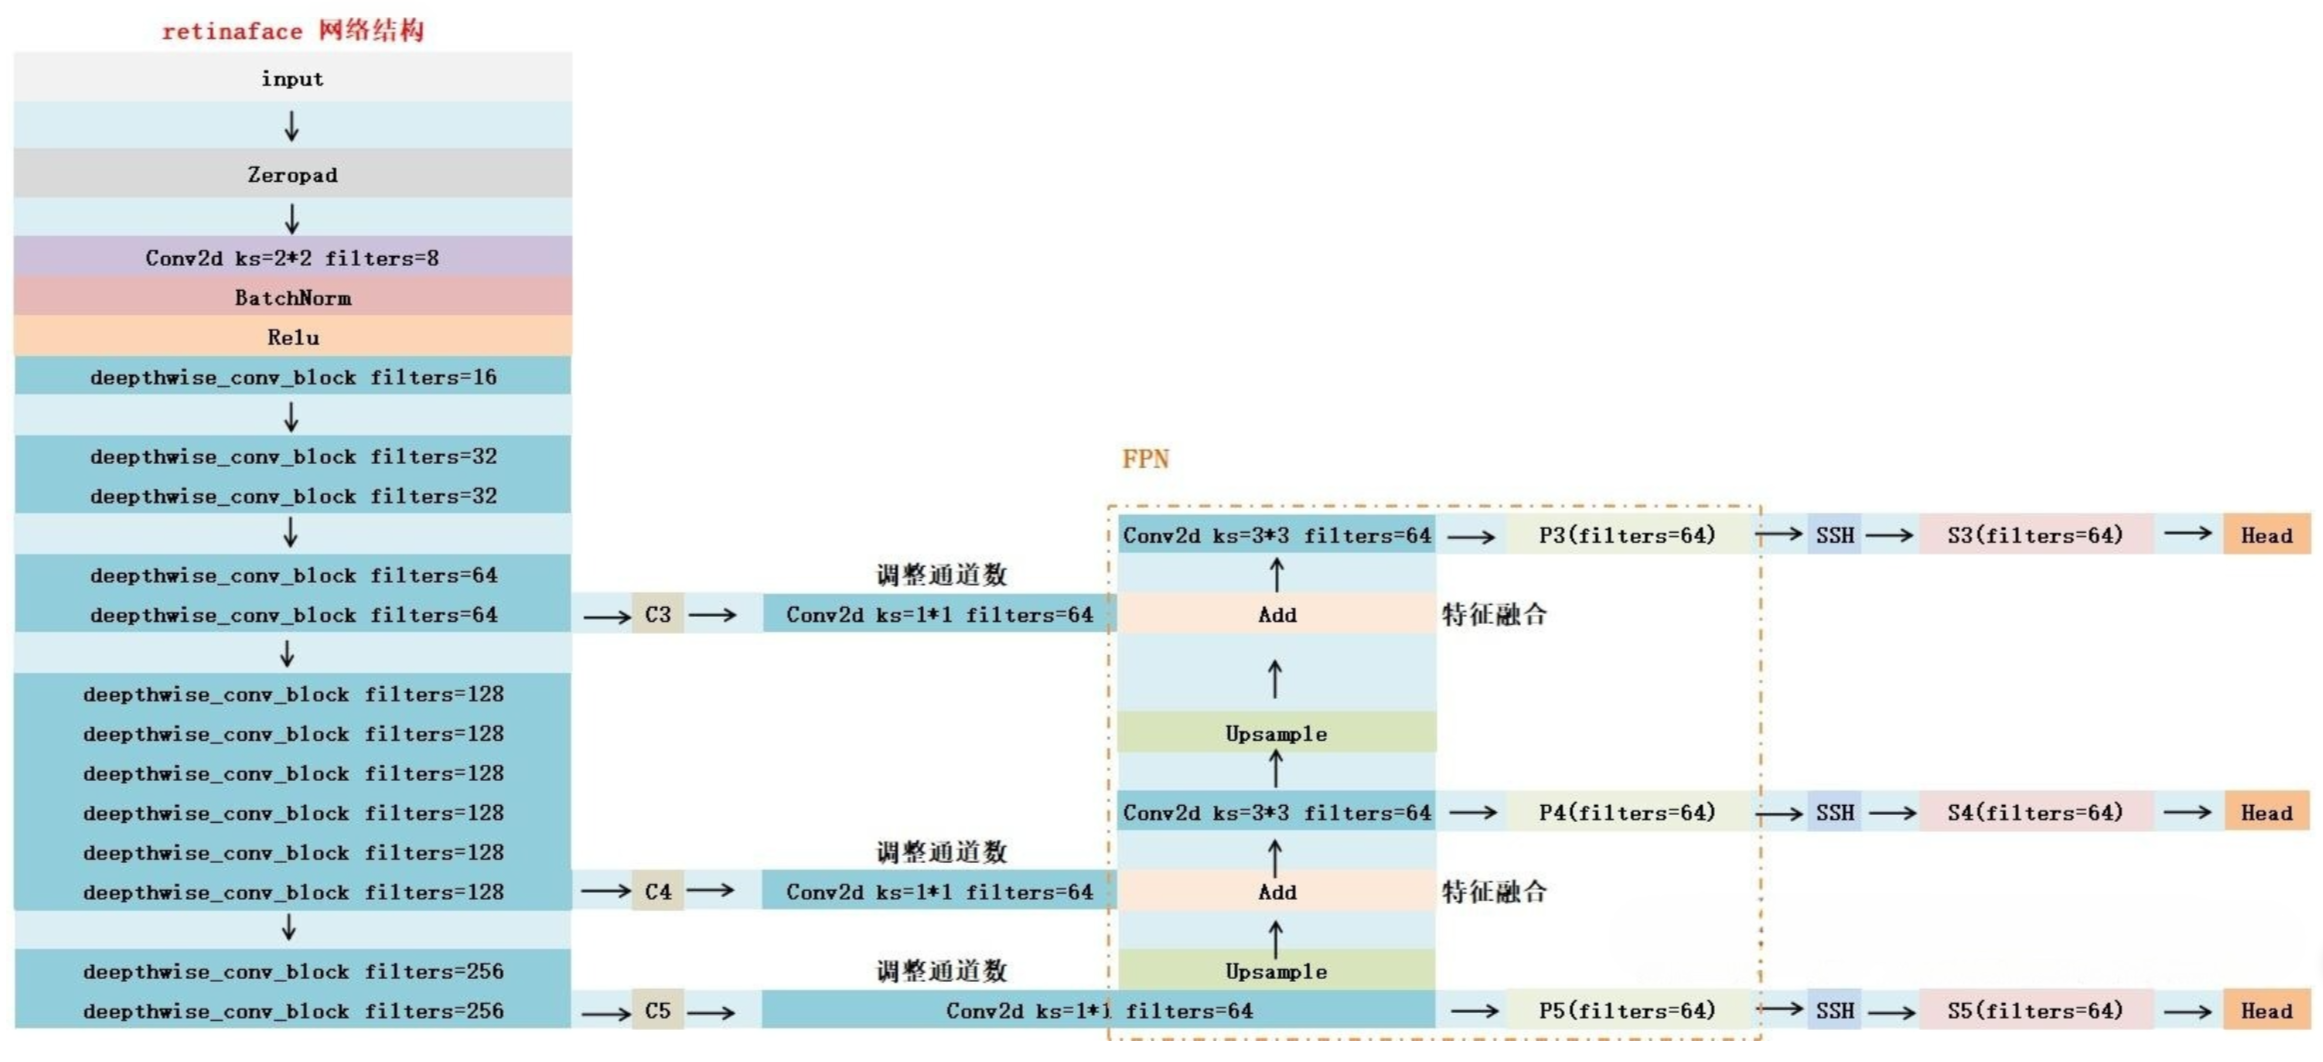 retinaface 网络结构
input
Zeropad
Conv2d ks=2*2 filters=8
BatchNorm
Relu
deepthwise_conv_block filters=16
deepthwise_conv_block filters=32
deepthwise_conv_block filters=32
deepthwise_conv_block filters=64
deepthwise_conv_block filters=64
deepthwise_conv_block filters=128
deepthwise_conv_block filters=128
deepthwise_conv_block filters=128
deepthwise_conv_block filters=128
deepthwise_conv_block filters=128
deepthwise_conv_block filters=128
deepthwise_conv_block filters=256
deepthwise_conv_block filters=256
FPN
Conv2d ks=3*3 filters=64
P3(filters=64)
SSH
S3(filters=64)
Head
调整通道数
C3
Conv2d ks=1*1 filters=64
Add
特征融合
Upsample
Conv2d ks=3*3 filters=64
P4(filters=64)
SSH
S4(filters=64)
Head
调整通道数
C4
Conv2d ks=1*1 filters=64
Add
特征融合
调整通道数
Upsample
C5
Conv2d ks=1*1 filters=64
P5(filters=64)
SSH
S5(filters=64)
Head